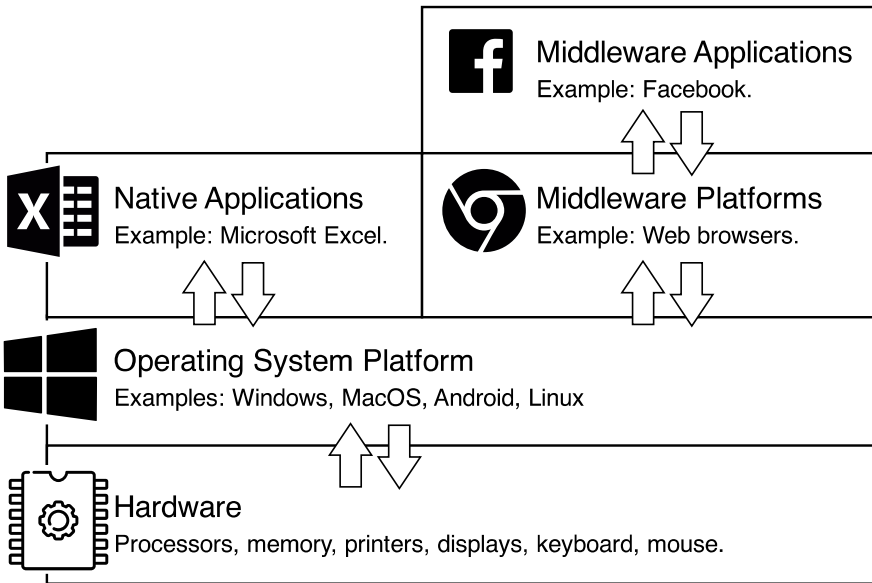 Middleware Applications
Example: Facebook.
Native Applications
Example: Microsoft Excel.
Middleware Platforms
Example: Web browsers.
Operating System Platform
Examples: Windows, MacOS, Android, Linux
Hardware
Processors, memory, printers, displays, keyboard, mouse.